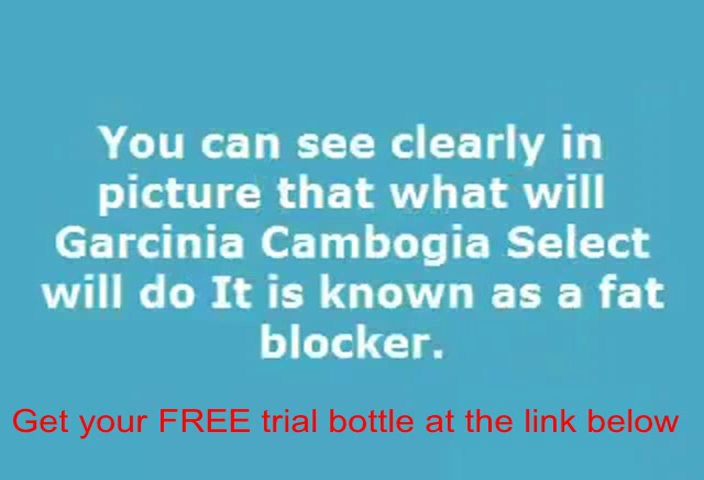 You can see clearly in
picture that what will
Garcinia Cambogia Select
will do It is known as a fat
blocker.
Get your FREE trial bottle at the link below